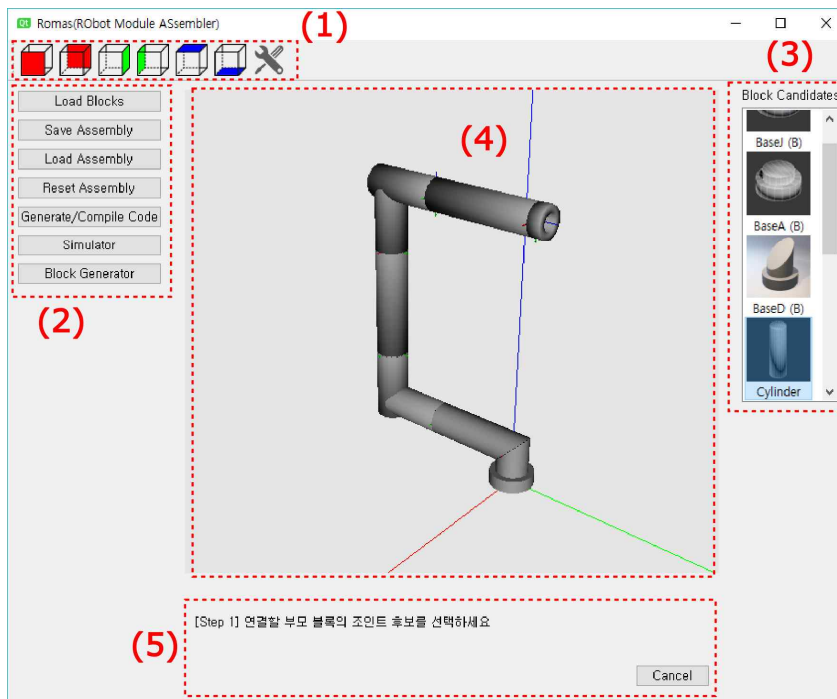 Romas(RObot Module ASsembler)
(1)
(3)
Load Blocks
Save Assembly
Load Assembly
Reset Assembly
Generate/Compile Code
Simulator
Block Generator
(2)
(4)
Block Candidates
BaseJ (B)
BaseA (B)
BaseD (B)
Cylinder
[Step 1] 연결할 부모 블록의 조인트 후보를 선택하세요
(5)
Cancel